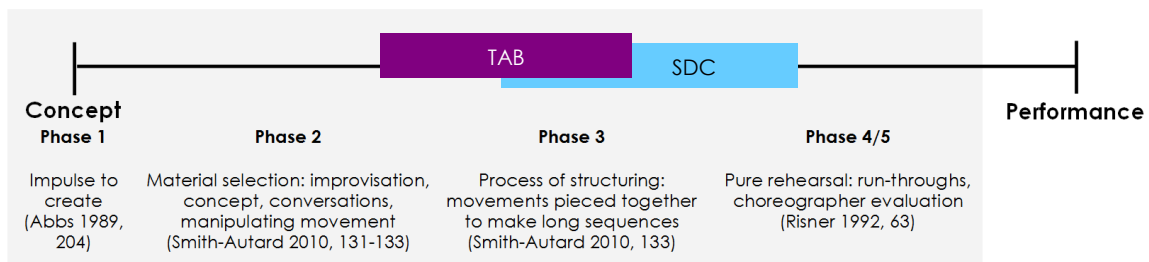 TAB
SDC
Concept
Performance
Phase 1
Impulse to
create
(Abbs 1989,
204)
Phase 2
Material selection: improvisation,
concept, conversations,
manipulating movement
(Smith-Autard 2010, 131-133)
Phase 3
Process of structuring:
movements pieced together
to make long sequences
(Smith-Autard 2010, 133)
Phase 4/5
Pure rehearsal: run-throughs,
choreographer evaluation
(Risner 1992, 63)